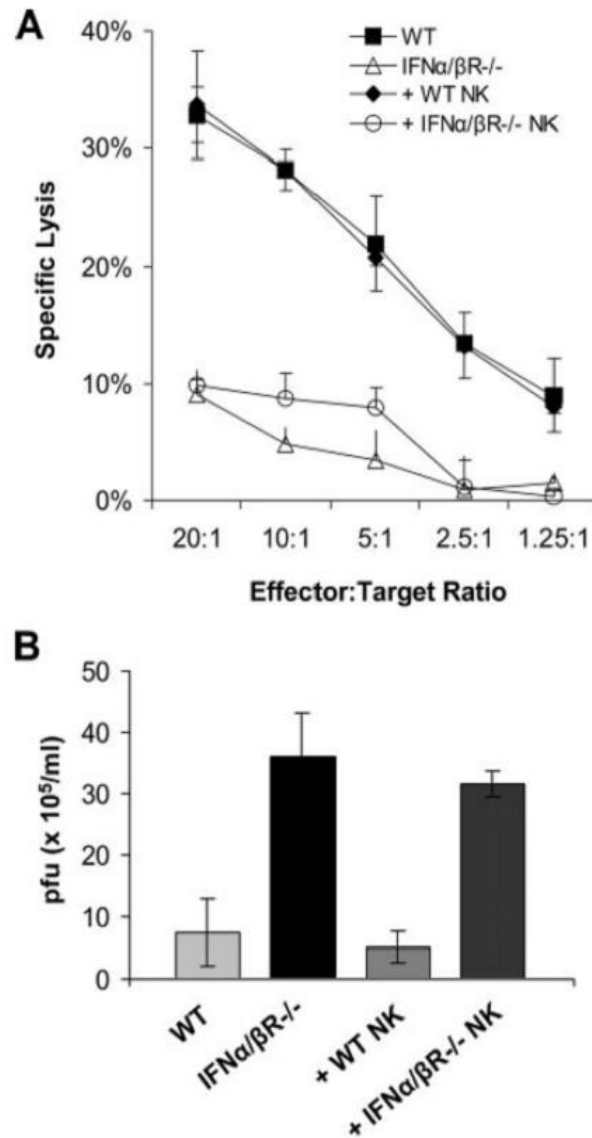 A
40%
30%
20%
10%
0%
Specific Lysis
WT
IFNα/βR-/-
+ WT NK
+ IFNα/βR-/- NK
20:1 10:1 5:1 2.5:1 1.25:1
Effector:Target Ratio
B
50
40
30
20
10
0
pfu (x 10⁵/ml)
WT
IFNα/βR-/-
+ WT NK
+ IFNα/βR-/- NK